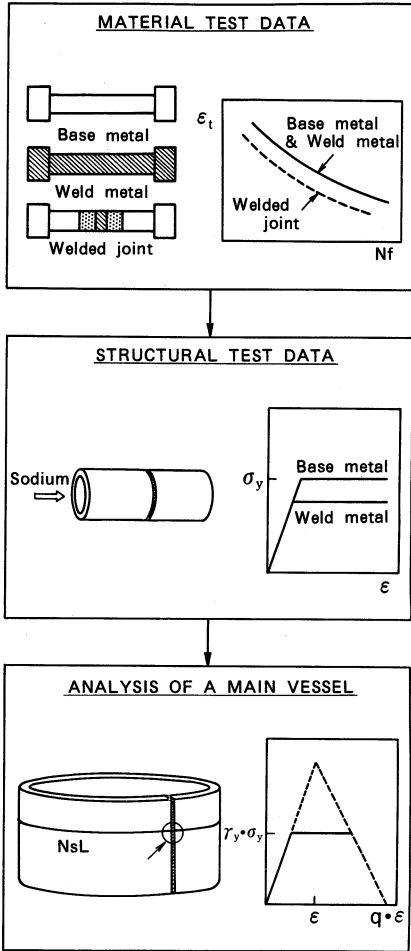 MATERIAL TEST DATA
Base metal
Weld metal
Welded joint
εt
Base metal
& Weld metal
Welded
joint
Nf
STRUCTURAL TEST DATA
Sodium
σy
Base metal
Weld metal
ε
ANALYSIS OF A MAIN VESSEL
NsL
γy·σy
ε
q·ε